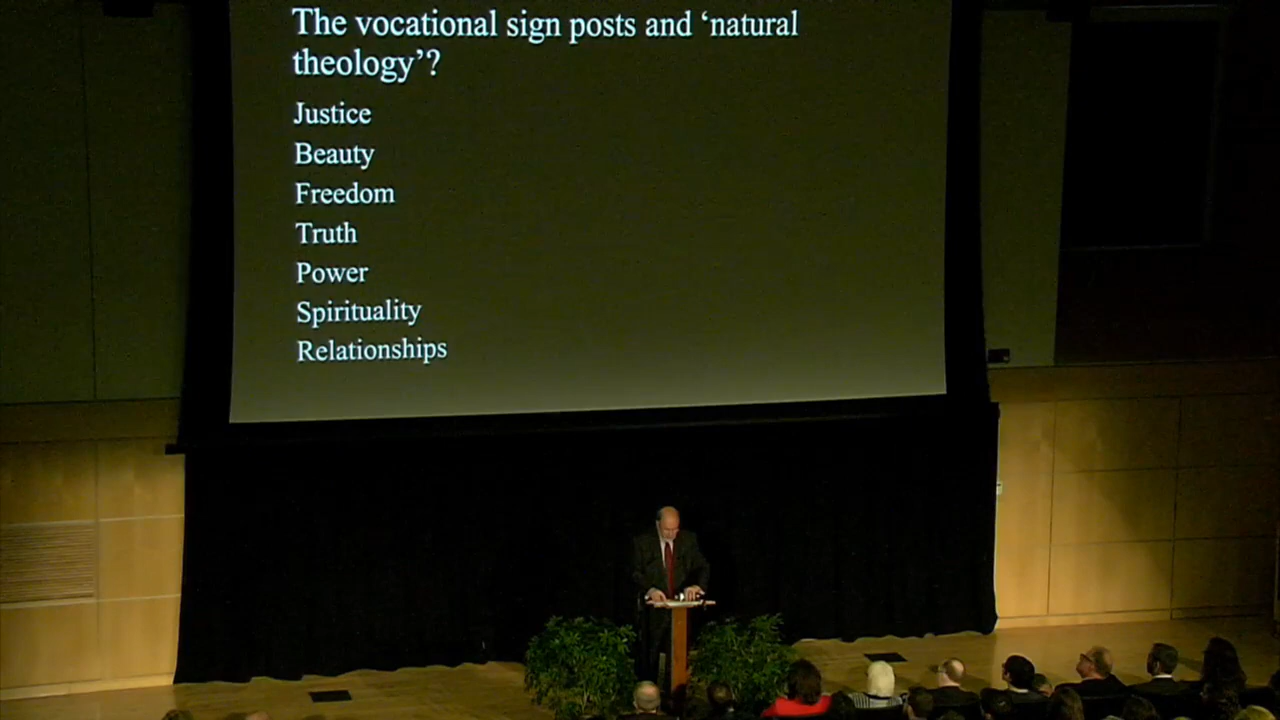 The vocational sign posts and ‘natural
theology’?
Justice
Beauty
Freedom
Truth
Power
Spirituality
Relationships